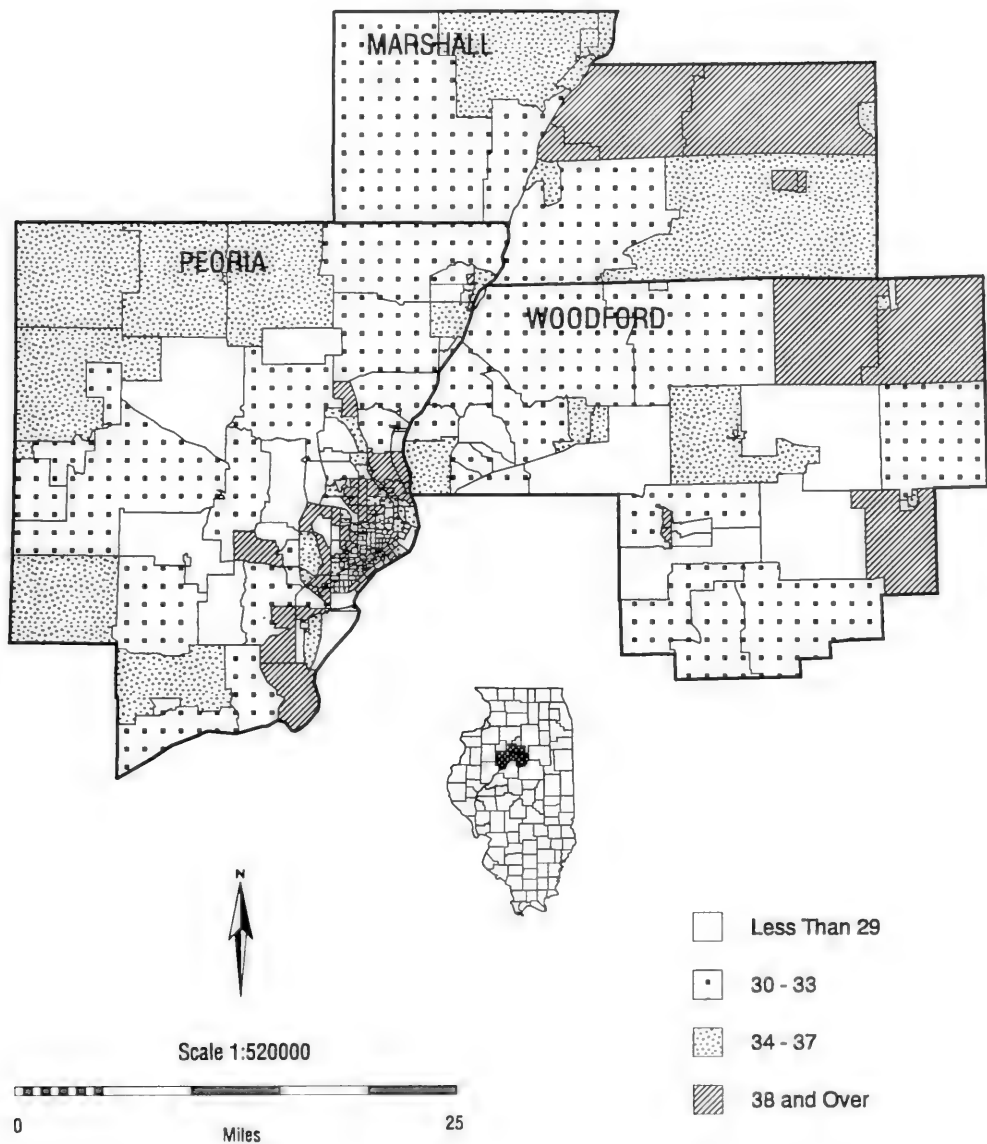 MARSHALL
PEORIA
WOODFORD
N
Less Than 29
30 - 33
34 - 37
38 and Over
Scale 1:520000
0 25
Miles